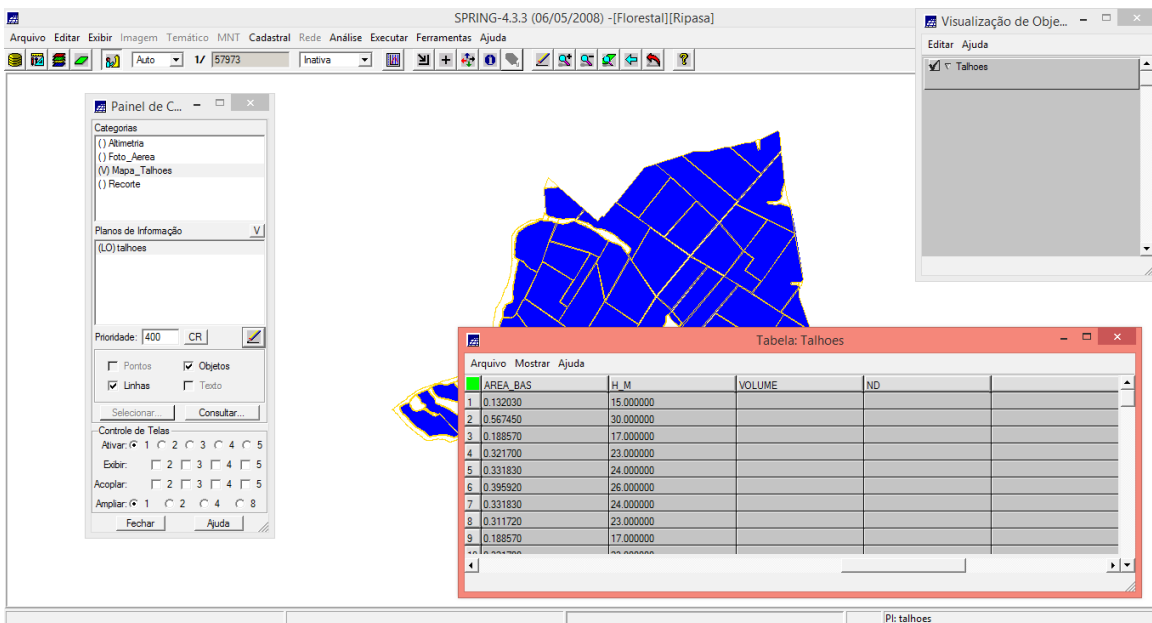 SPRING-4.3.3 (06/05/2008) -[Florestal][Ripasa]
Arquivo Editar Exibir Imagem Temático MNT Cadastral Rede Análise Executar Ferramentas Ajuda
Auto 1/ 57973 Inativa
Visualização de Obje...
Editar Ajuda
Talhoes
Painel de C...
Categorias
( ) Altimetria
( ) Foto_Aerea
(V) Mapa_Talhoes
( ) Recorte
Planos de Informação V
(LO) talhoes
Prioridade: 400 CR
Pontos Objetos
Linhas Texto
Selecionar... Consultar...
Controle de Telas
Ativar: 1 2 3 4 5
Exibir: 2 3 4 5
Acoplar: 2 3 4 5
Ampliar: 1 2 4 8
Fechar Ajuda
Tabela: Talhoes
Arquivo Mostrar Ajuda
AREA_BAS H_M VOLUME ND
1 0.132030 15.000000
2 0.567450 30.000000
3 0.188570 17.000000
4 0.321700 23.000000
5 0.331830 24.000000
6 0.395920 26.000000
7 0.331830 24.000000
8 0.311720 23.000000
9 0.188570 17.000000
PI: talhoes